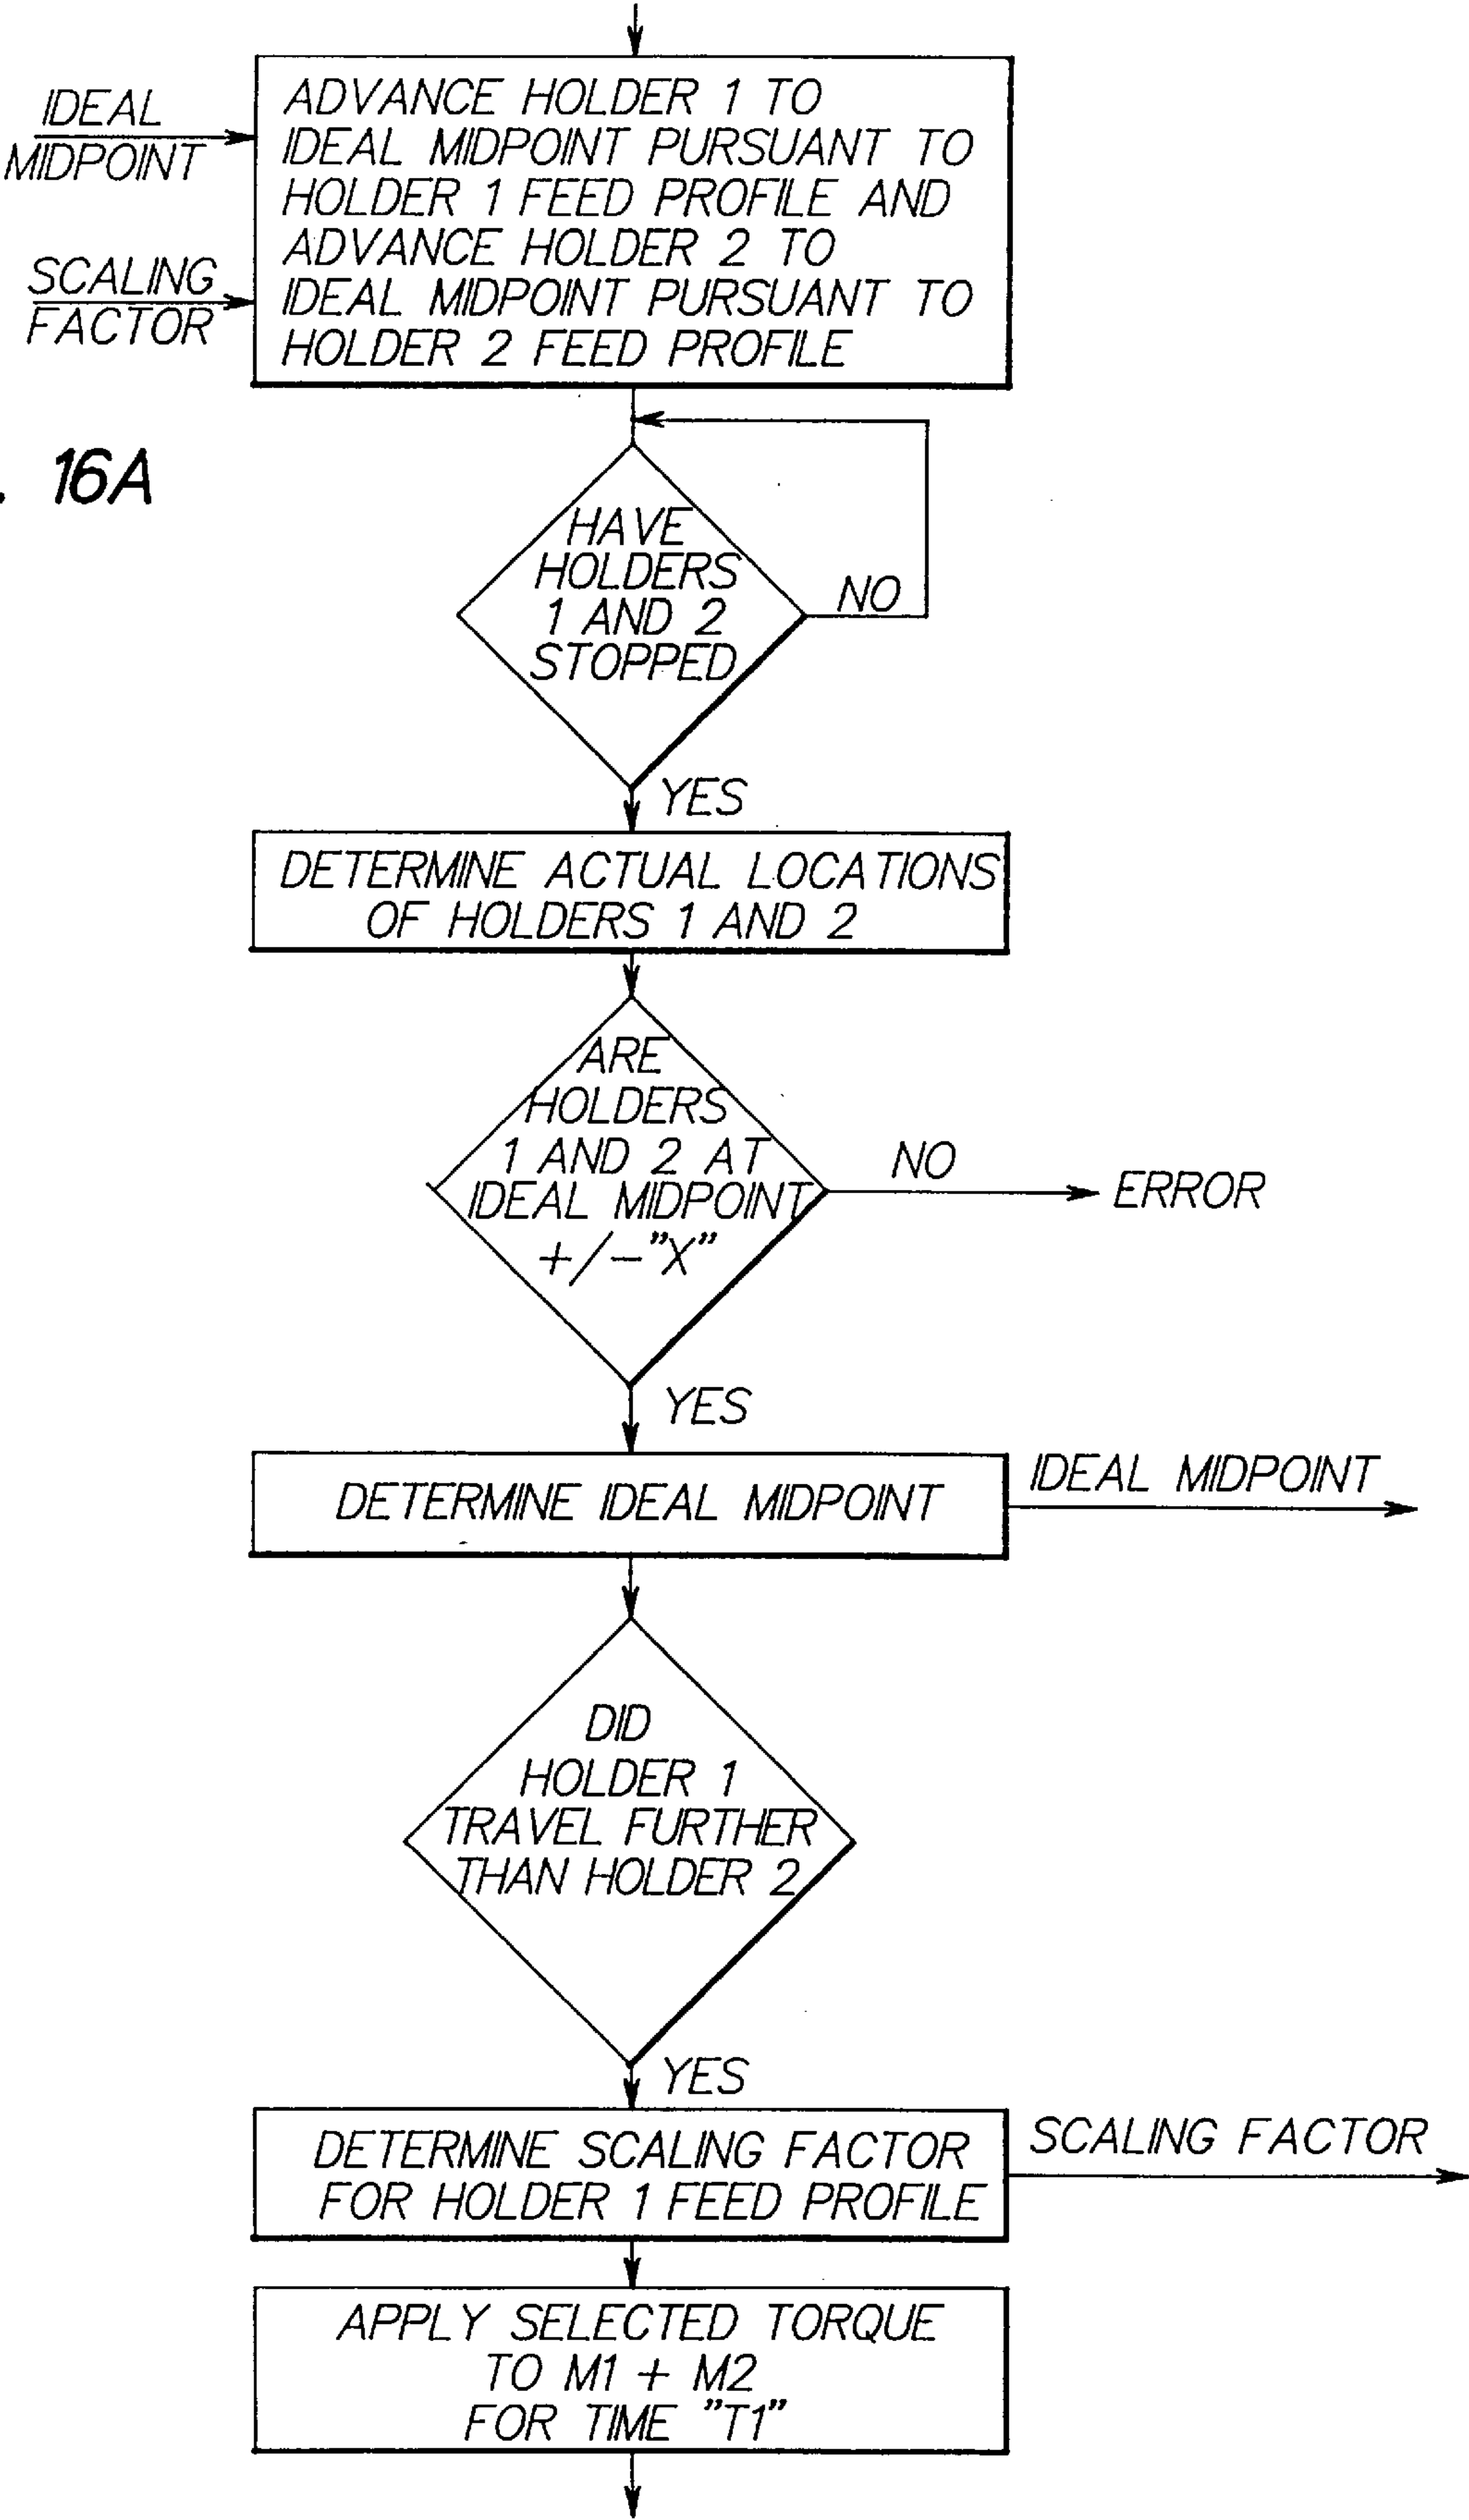 IDEAL
MIDPOINT
SCALING
FACTOR
ADVANCE HOLDER 1 TO
IDEAL MIDPOINT PURSUANT TO
HOLDER 1 FEED PROFILE AND
ADVANCE HOLDER 2 TO
IDEAL MIDPOINT PURSUANT TO
HOLDER 2 FEED PROFILE
. 16A
HAVE
HOLDERS
1 AND 2
STOPPED
NO
YES
DETERMINE ACTUAL LOCATIONS
OF HOLDERS 1 AND 2
ARE
HOLDERS
1 AND 2 AT
IDEAL MIDPOINT
+/-"X"
NO
ERROR
YES
DETERMINE IDEAL MIDPOINT
IDEAL MIDPOINT
DID
HOLDER 1
TRAVEL FURTHER
THAN HOLDER 2
YES
DETERMINE SCALING FACTOR
FOR HOLDER 1 FEED PROFILE
SCALING FACTOR
APPLY SELECTED TORQUE
TO M1 + M2
FOR TIME "T1"